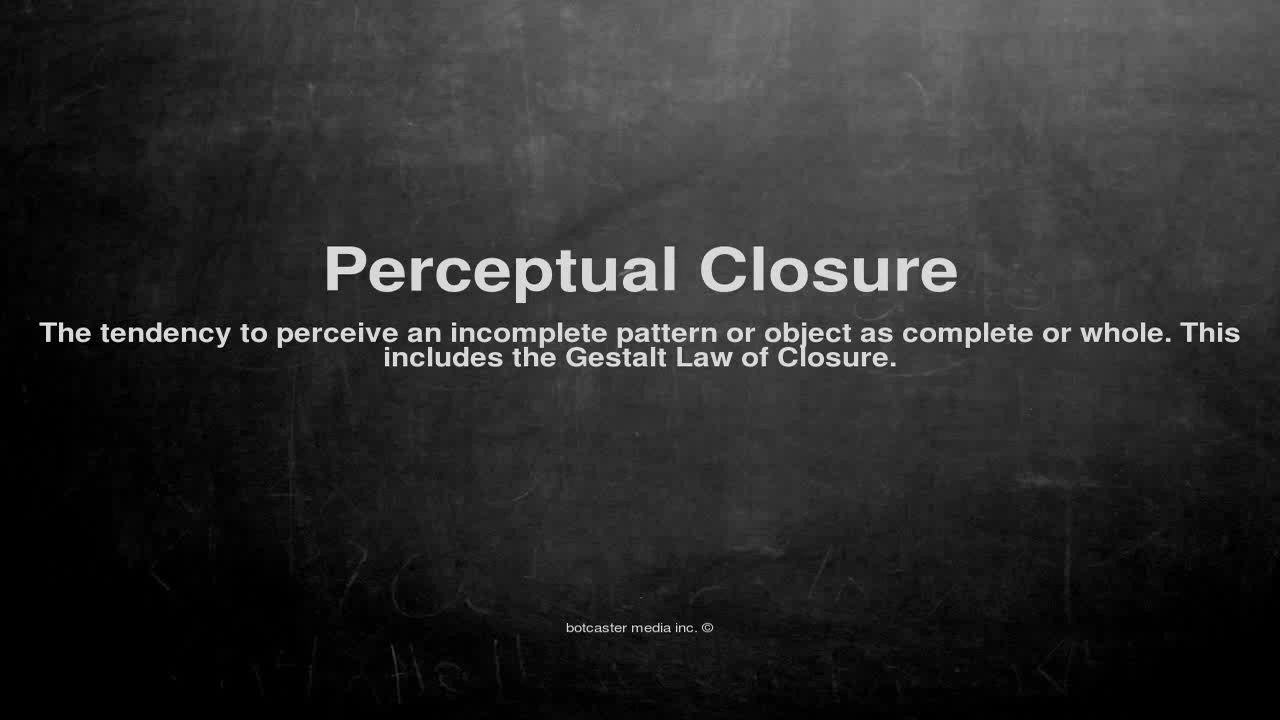 Perceptual Closure
The tendency to perceive an incomplete pattern or object as complete or whole. This
includes the Gestalt Law of Closure.
botcaster media inc. ©